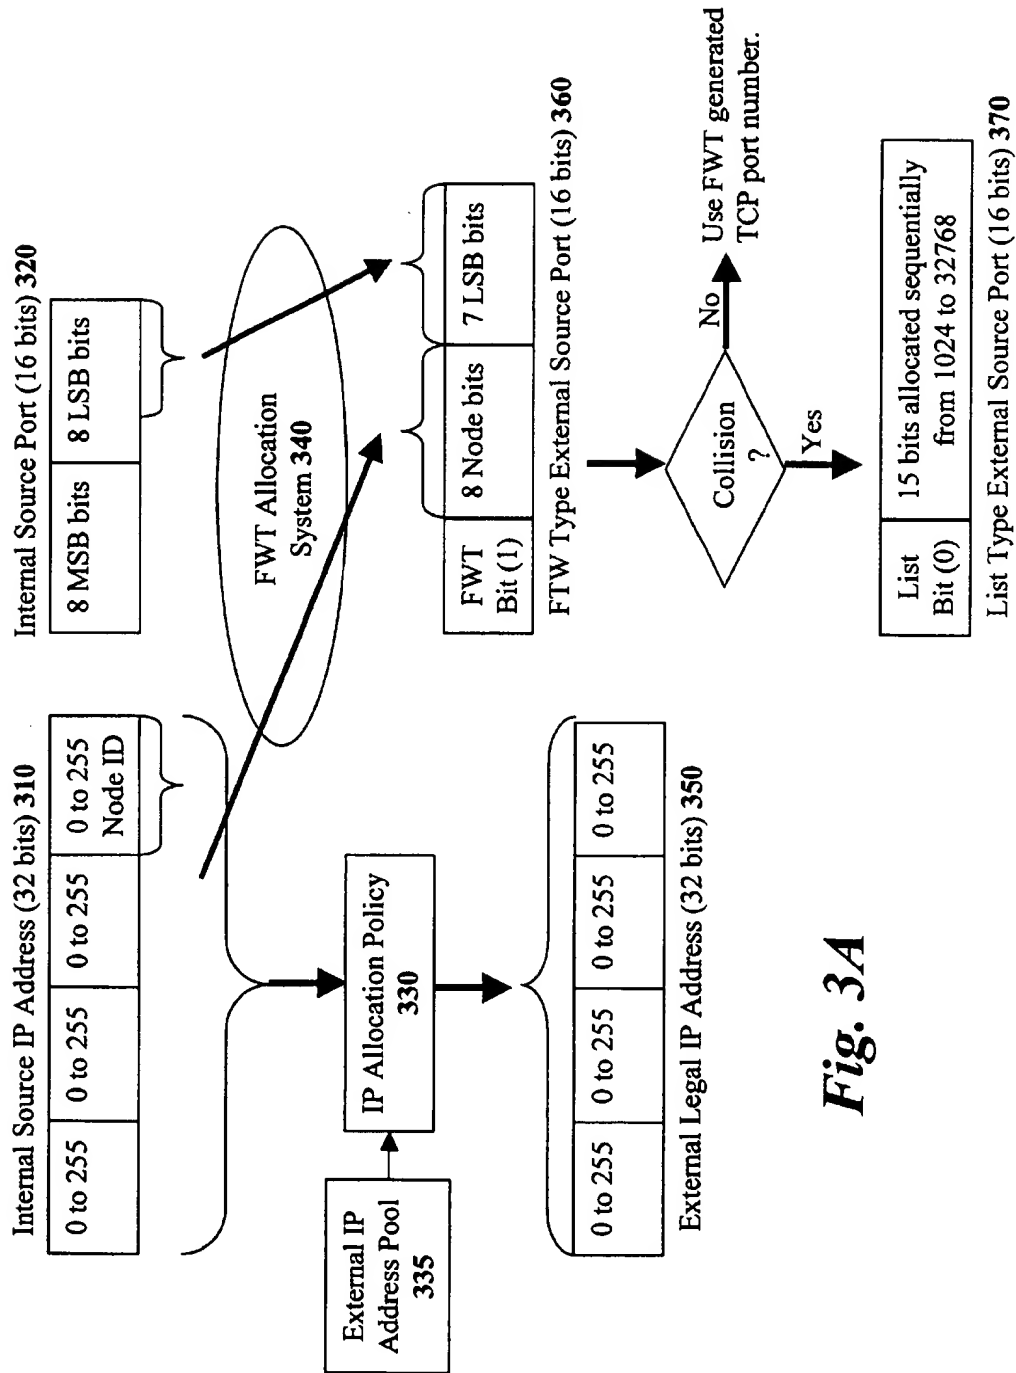 Internal Source IP Address (32 bits) 310
0 to 255
0 to 255
0 to 255
0 to 255
Node ID
Internal Source Port (16 bits) 320
8 MSB bits
8 LSB bits
FWT Allocation
System 340
External IP
Address Pool
335
IP Allocation Policy
330
FWT
Bit (1)
8 Node bits
7 LSB bits
FTW Type External Source Port (16 bits) 360
External Legal IP Address (32 bits) 350
0 to 255
0 to 255
0 to 255
0 to 255
Collision
?
No
Use FWT generated
TCP port number.
Yes
List
Bit (0)
15 bits allocated sequentially
from 1024 to 32768
List Type External Source Port (16 bits) 370
Fig. 3A